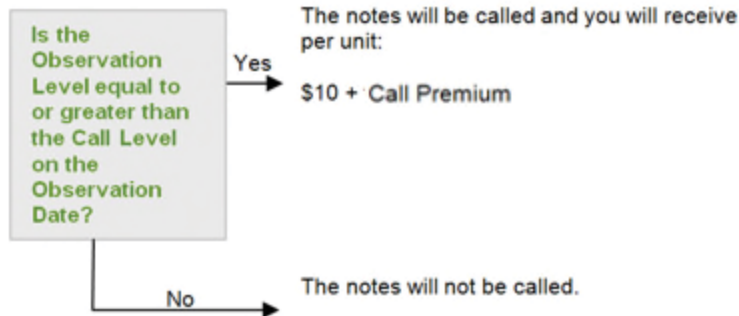 Is the
Observation
Level equal to
or greater than
the Call Level
on the
Observation
Date?
Yes
The notes will be called and you will receive
per unit:
$10 + Call Premium
No
The notes will not be called.